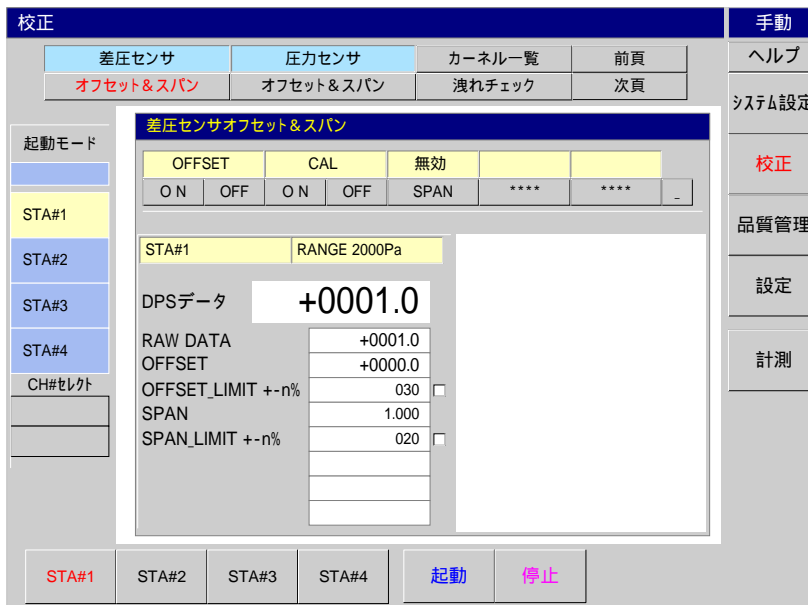 校正
手動
差圧センサ 圧力センサ カーネル一覧 前頁
ヘルプ
オフセット&スパン オフセット&スパン 洩れチェック 次頁
システム設定
差圧センサオフセット&スパン
起動モード
OFFSET CAL 無効
校正
ON OFF ON OFF SPAN **** **** _
STA#1
品質管理
STA#1 RANGE 2000Pa
STA#2
設定
DPSデータ +0001.0
STA#3
RAW DATA +0001.0
STA#4
計測
OFFSET +0000.0
CH#セレクト
OFFSET_LIMIT +-n% 030
SPAN 1.000
SPAN_LIMIT +-n% 020
STA#1 STA#2 STA#3 STA#4 起動 停止